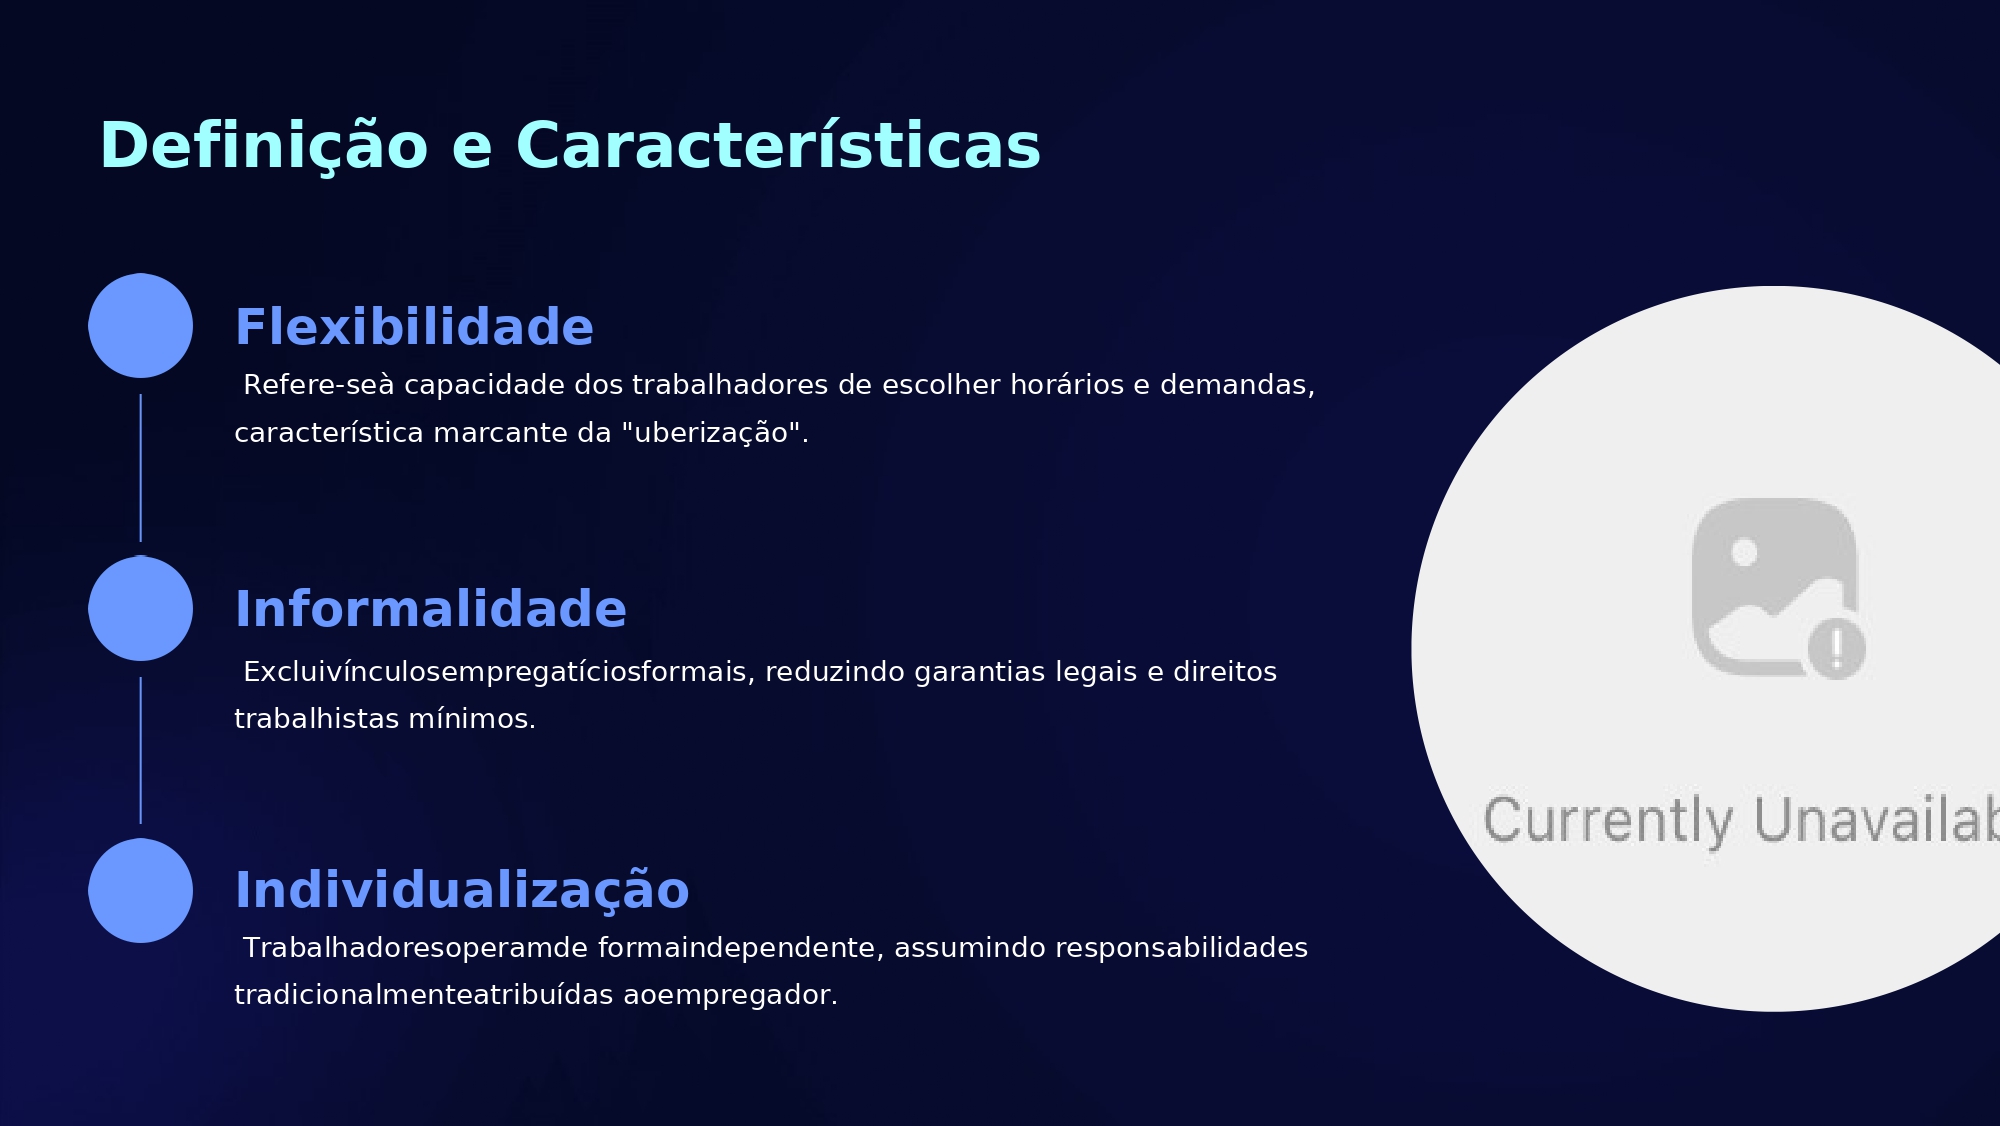 Definição e Características
Flexibilidade
Refere-seà capacidade dos trabalhadores de escolher horários e demandas,
característica marcante da "uberização".
Informalidade
Excluivínculosempregatíciosformais, reduzindo garantias legais e direitos
trabalhistas mínimos.
Individualização
Trabalhadoresoperamde formaindependente, assumindo responsabilidades
tradicionalmenteatribuídas aoempregador.
Currently Unavailab